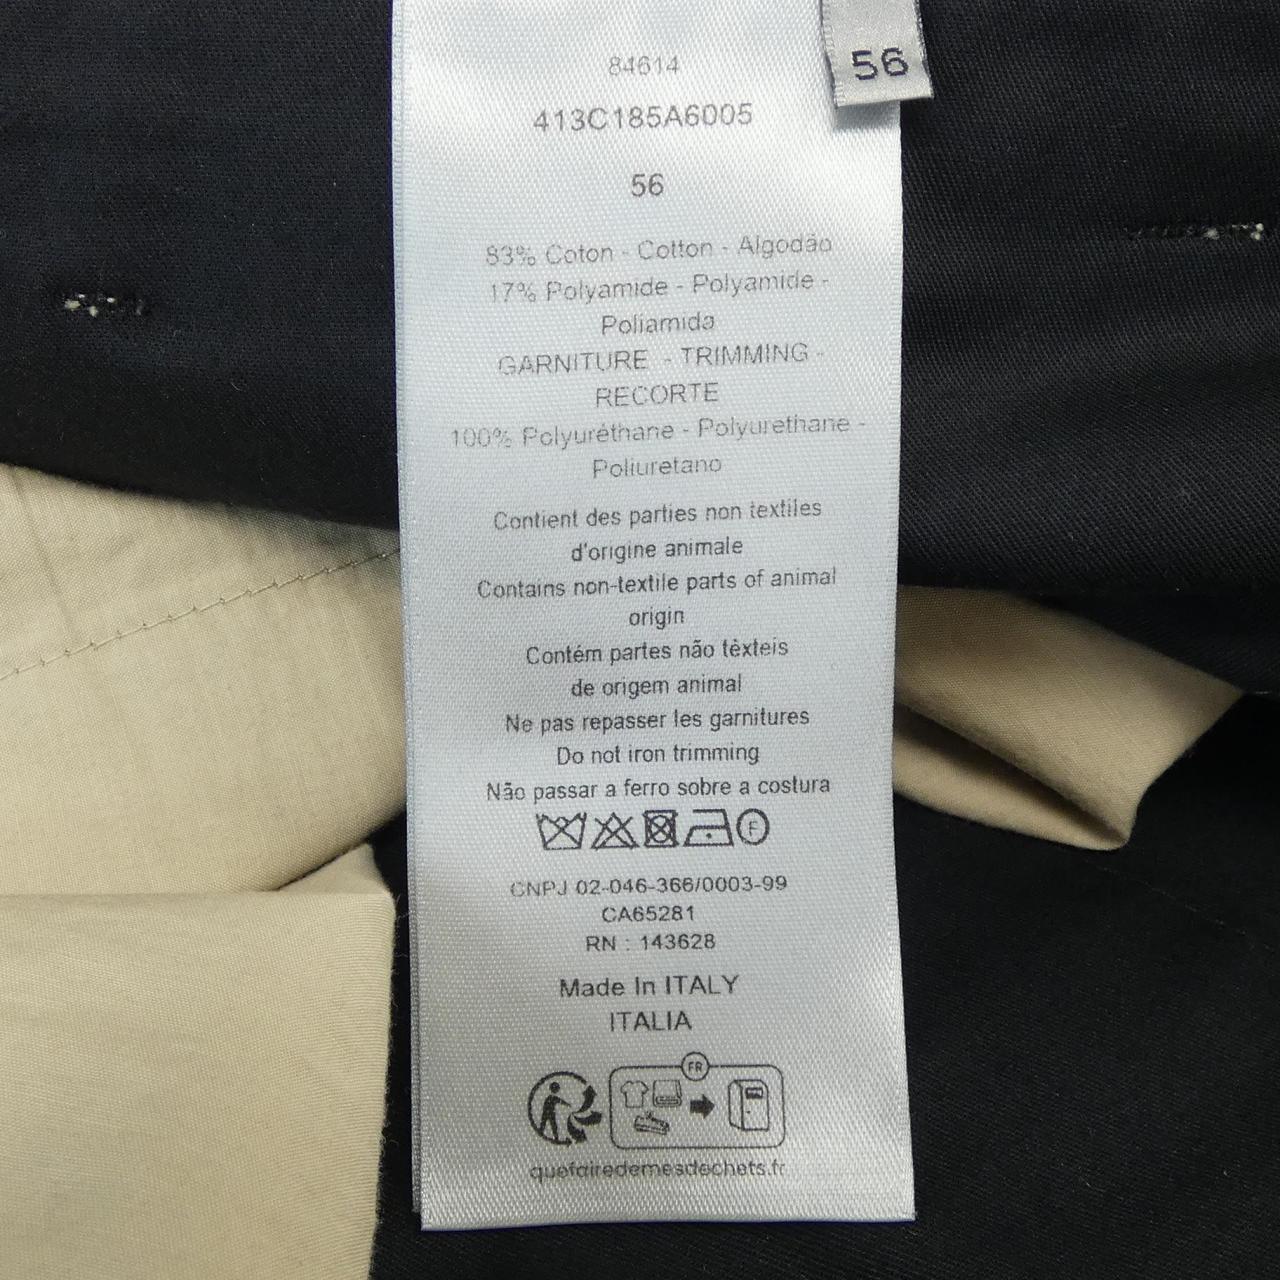 56
84614
413C185A6005
56
83% Coton - Cotton - Algodão
17% Polyamide - Polyamide -
Poliamida
GARNITURE - TRIMMING -
RECORTE
100% Polyuréthane - Polyurethane -
Poliuretano
Contient des parties non textiles
d'origine animale
Contains non-textile parts of animal
origin
Contém partes não tèxteis
de origem animal
Ne pas repasser les garnitures
Do not iron trimming
Não passar a ferro sobre a costura
F
CNPJ 02-046-366/0003-99
CA65281
RN : 143628
Made In ITALY
ITALIA
FR
quefairedemesdechets.fr